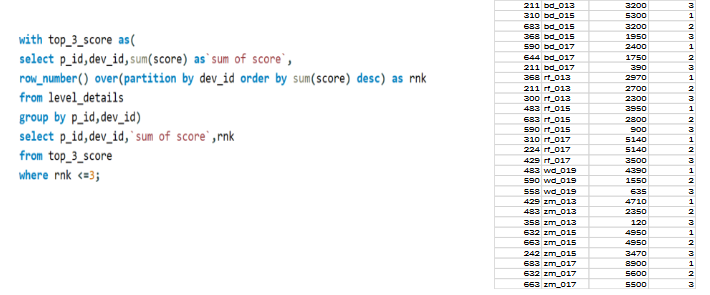 with top_3_score as(
select p_id,dev_id,sum(score) as`sum of score`,
row_number() over(partition by dev_id order by sum(score) desc) as rnk
from level_details
group by p_id,dev_id)
select p_id,dev_id,`sum of score`,rnk
from top_3_score
where rnk <=3;
211 bd_013 3200 3
310 bd_015 5300 1
683 bd_015 3200 2
368 bd_015 1950 3
590 bd_017 2400 1
644 bd_017 1750 2
211 bd_017 390 3
368 rf_013 2970 1
211 rf_013 2700 2
300 rf_013 2300 3
483 rf_015 3950 1
683 rf_015 2800 2
590 rf_015 900 3
310 rf_017 5140 1
224 rf_017 5140 2
429 rf_017 3500 3
483 wd_019 4390 1
590 wd_019 1550 2
558 wd_019 635 3
429 zm_013 4710 1
483 zm_013 2350 2
358 zm_013 120 3
632 zm_015 4950 1
663 zm_015 4950 2
242 zm_015 3470 3
683 zm_017 8900 1
632 zm_017 5600 2
663 zm_017 5500 3